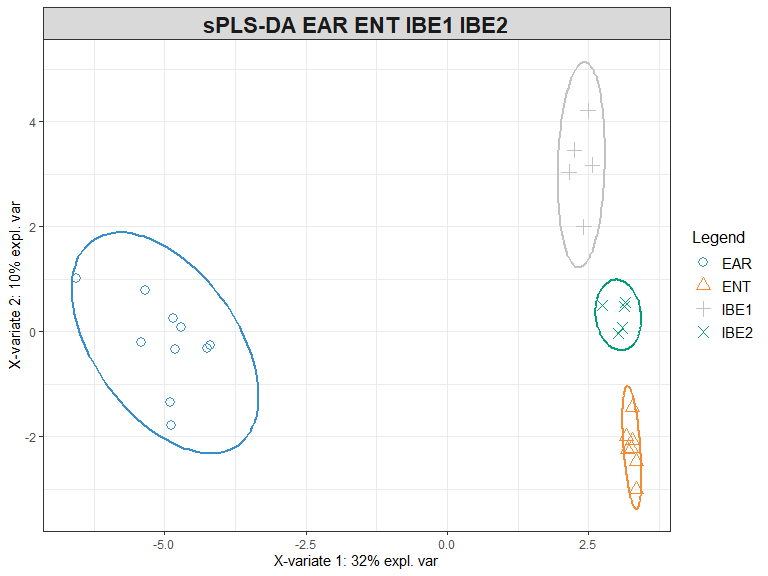 sPLS-DA EAR ENT IBE1 IBE2
X-variate 2: 10% expl. var
4
2
0
-2
-5.0
-2.5
0.0
2.5
X-variate 1: 32% expl. var
Legend
EAR
ENT
IBE1
IBE2